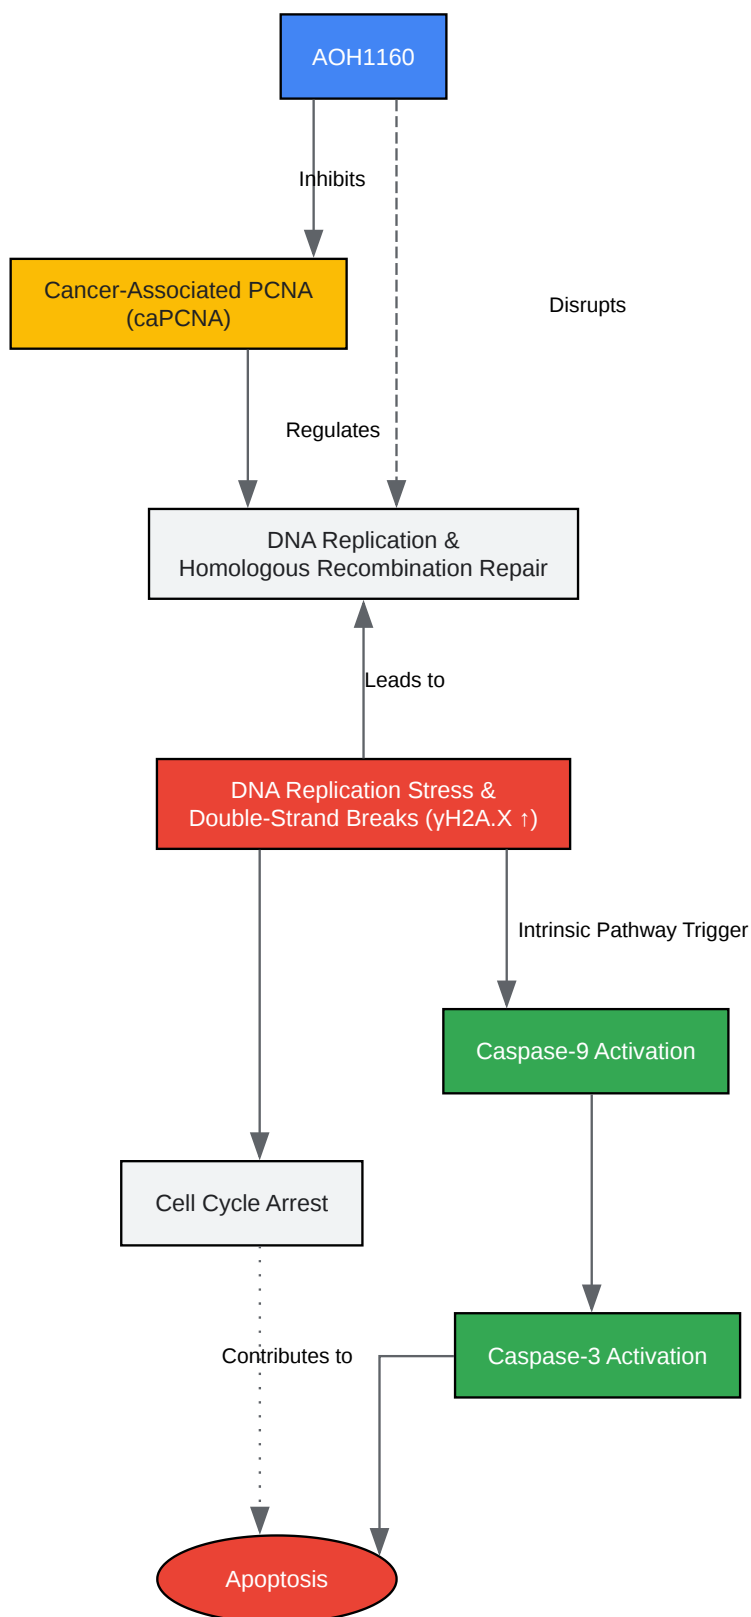 AOH1160
Inhibits
Cancer-Associated PCNA
(caPCNA)
Disrupts
Regulates
DNA Replication &
Homologous Recombination Repair
Leads to
DNA Replication Stress &
Double-Strand Breaks (γH2A.X ↑)
Intrinsic Pathway Trigger
Caspase-9 Activation
Cell Cycle Arrest
Contributes to
Caspase-3 Activation
Apoptosis